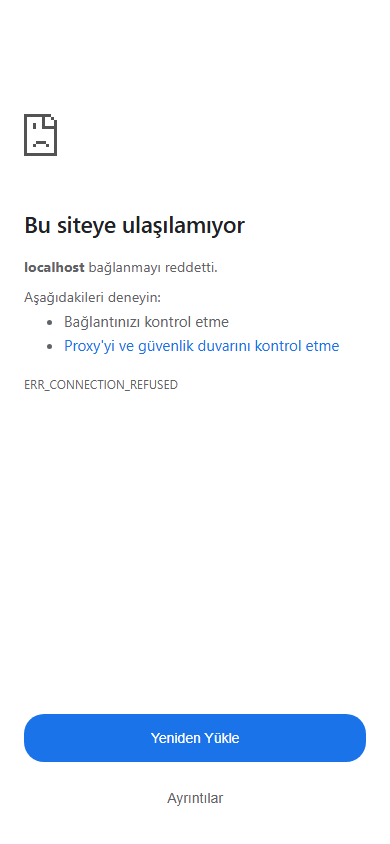 Bu siteye ulaşılamıyor
localhost bağlanmayı reddetti.
Aşağıdakileri deneyin:
Bağlantınızı kontrol etme
Proxy'yi ve güvenlik duvarını kontrol etme
ERR_CONNECTION_REFUSED
Yeniden Yükle
Ayrıntılar